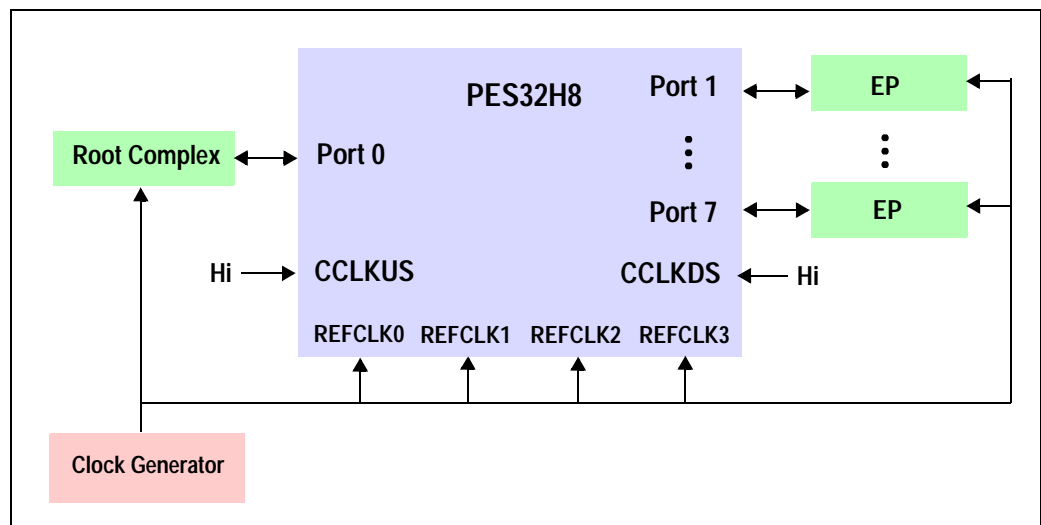 PES32H8
Port 1
EP
Root Complex
Port 0
Port 7
EP
Hi
CCLKUS
CCLKDS
Hi
REFCLK0 REFCLK1 REFCLK2 REFCLK3
Clock Generator